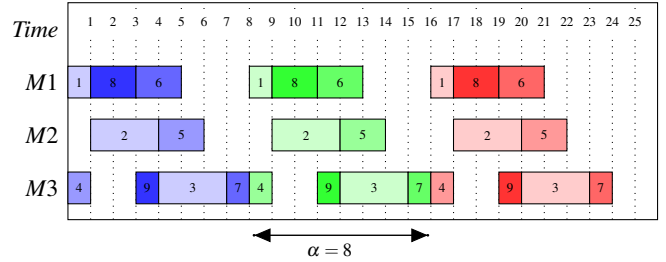 Time 1 2 3 4 5 6 7 8 9 10 11 12 13 14 15 16 17 18 19 20 21 22 23 24 25
M1 1 8 6 1 8 6 1 8 6
M2 2 5 2 5 2 5
M3 4 9 3 7 4 9 3 7 4 9 3 7
α = 8